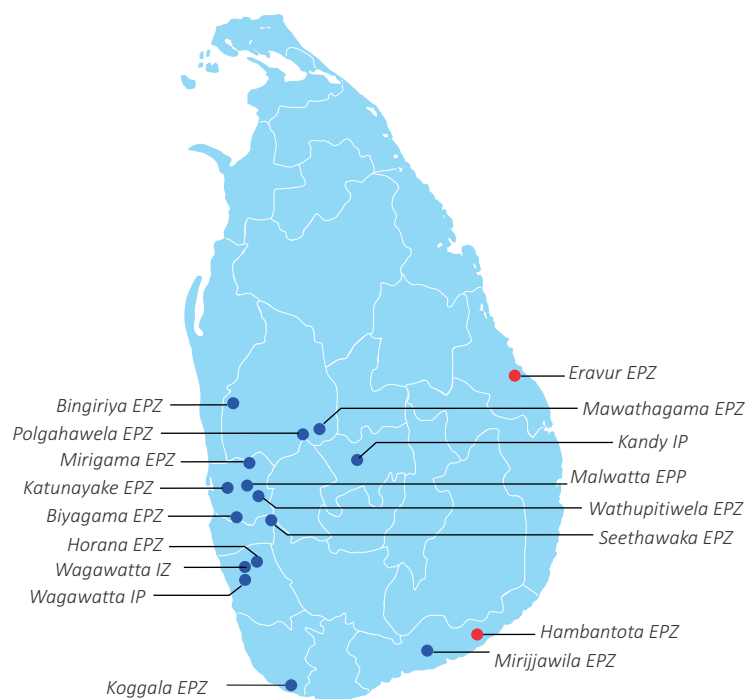 Eravur EPZ
Bingiriya EPZ
Mawathagama EPZ
Polgahawela EPZ
Kandy IP
Mirigama EPZ
Malwatta EPP
Katunayake EPZ
Wathupitiwela EPZ
Biyagama EPZ
Seethawaka EPZ
Horana EPZ
Wagawatta IZ
Wagawatta IP
Hambantota EPZ
Mirijjawila EPZ
Koggala EPZ